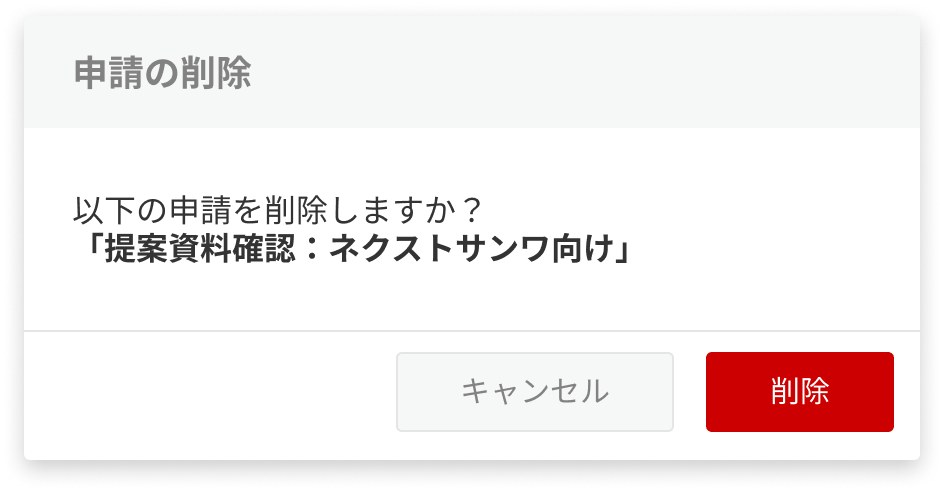 申請の削除
以下の申請を削除しますか？
「提案資料確認：ネクストサンワ向け」
キャンセル
削除